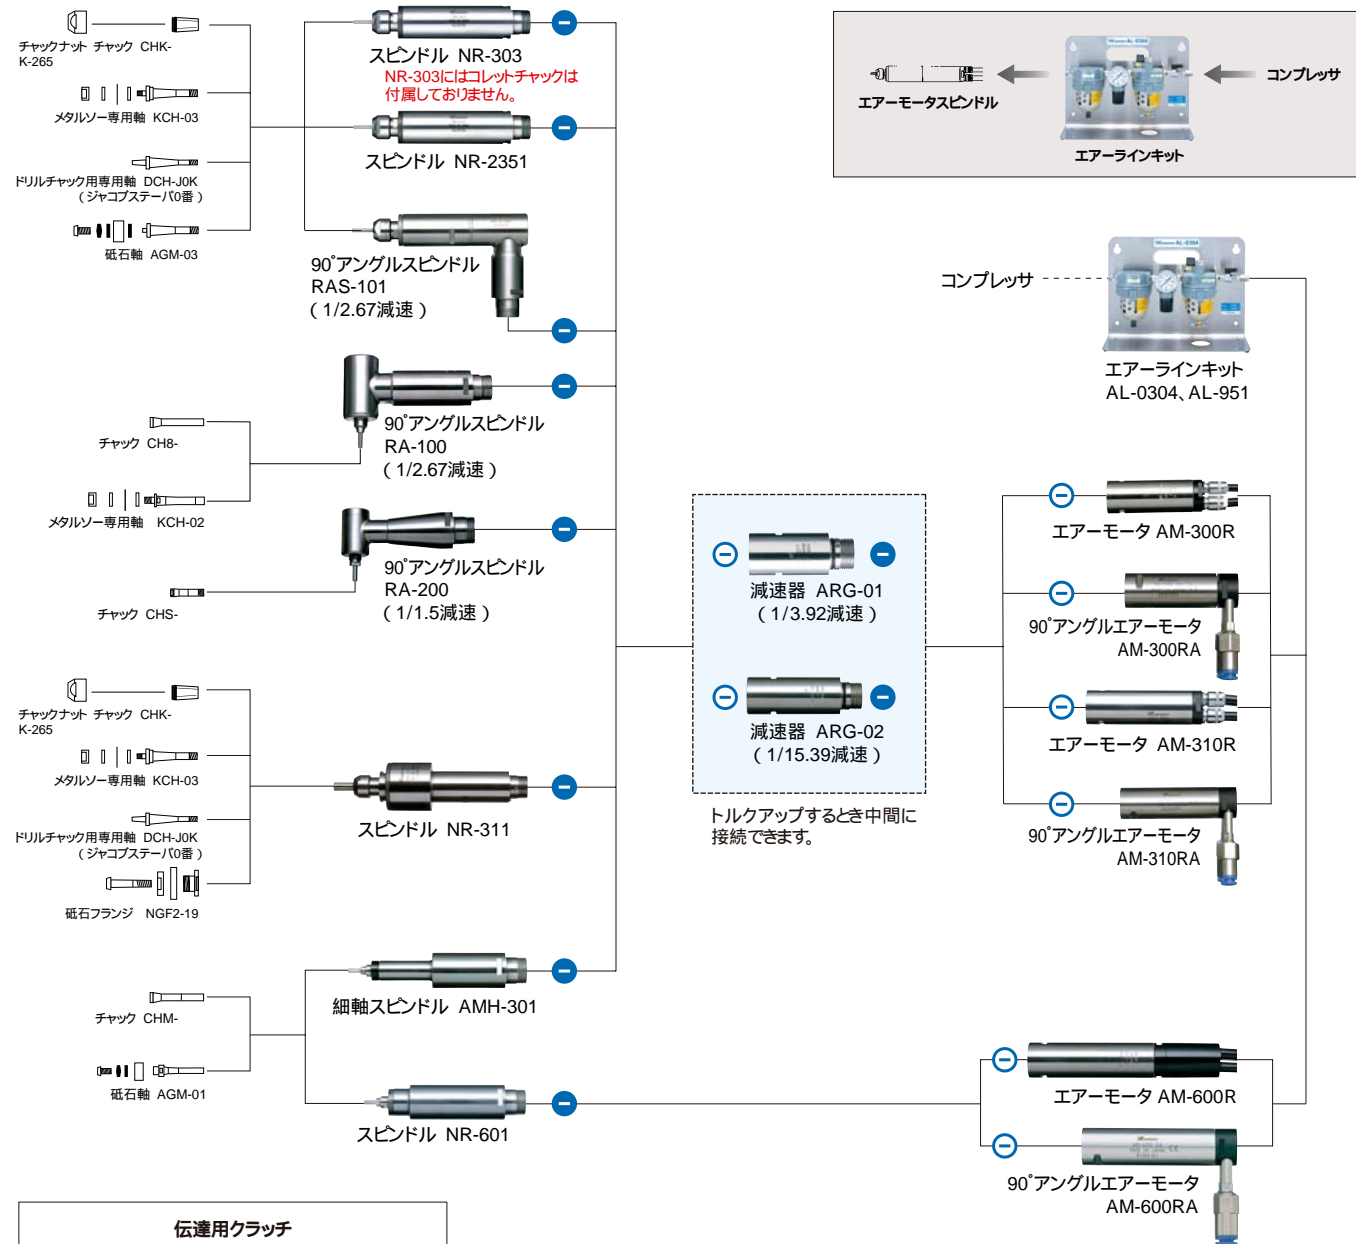 チャックナット チャック CHK-
K-265
メタルソー専用軸 KCH-03
ドリルチャック用専用軸 DCH-J0K
(ジャコブステーパ0番)
砥石軸 AGM-03
スピンドル NR-303
NR-303にはコレットチャックは
付属しておりません。
スピンドル NR-2351
90°アングルスピンドル
RAS-101
(1/2.67減速)
エアーモータスピンドル
エアーラインキット
コンプレッサ
コンプレッサ
AL-0304
エアーラインキット
AL-0304、AL-951
チャック CH8-
メタルソー専用軸 KCH-02
90°アングルスピンドル
RA-100
(1/2.67減速)
チャック CHS-
90°アングルスピンドル
RA-200
(1/1.5減速)
減速器 ARG-01
(1/3.92減速)
減速器 ARG-02
(1/15.39減速)
トルクアップするとき中間に
接続できます。
エアーモータ AM-300R
90°アングルエアーモータ
AM-300RA
エアーモータ AM-310R
90°アングルエアーモータ
AM-310RA
チャックナット チャック CHK-
K-265
メタルソー専用軸 KCH-03
ドリルチャック用専用軸 DCH-J0K
(ジャコブステーパ0番)
砥石フランジ NGF2-19
スピンドル NR-311
チャック CHM-
砥石軸 AGM-01
細軸スピンドル AMH-301
スピンドル NR-601
エアーモータ AM-600R
90°アングルエアーモータ
AM-600RA
伝達用クラッチ